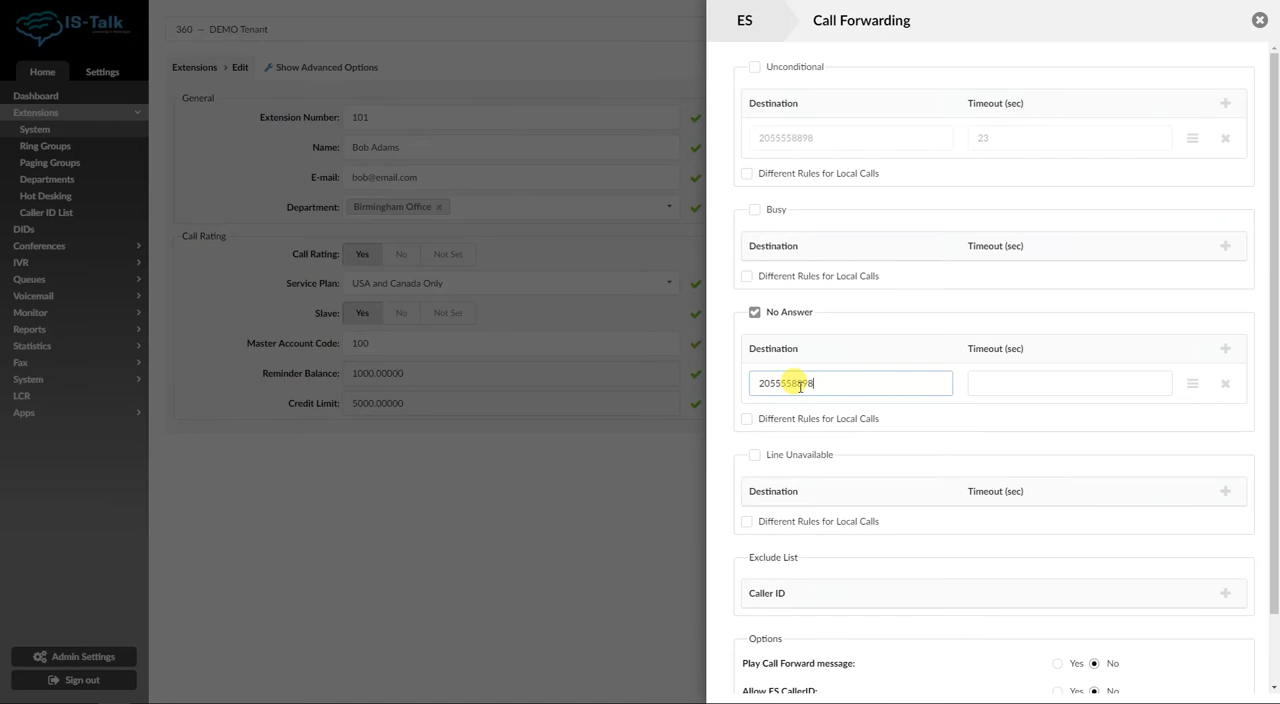 IS-Talk
360 — DEMO Tenant
Home
Settings
Dashboard
Extensions
System
Ring Groups
Paging Groups
Departments
Hot Desking
Caller ID List
DIDs
Conferences
IVR
Queues
Voicemail
Monitor
Reports
Statistics
Fax
System
LCR
Apps
Admin Settings
Sign out
Extensions > Edit
Show Advanced Options
General
Extension Number: 101
Name: Bob Adams
E-mail: bob@email.com
Department: Birmingham Office ×
Call Rating
Call Rating: Yes No Not Set
Service Plan: USA and Canada Only
Slave: Yes No Not Set
Master Account Code: 100
Reminder Balance: 1000.00000
Credit Limit: 5000.00000
ES
Call Forwarding
Unconditional
Destination Timeout (sec)
2055558898 23
Different Rules for Local Calls
Busy
Destination Timeout (sec)
Different Rules for Local Calls
No Answer
Destination Timeout (sec)
2055558898
Different Rules for Local Calls
Line Unavailable
Destination Timeout (sec)
Different Rules for Local Calls
Exclude List
Caller ID
Options
Play Call Forward message: Yes No
Allow ES CallerID: Yes No